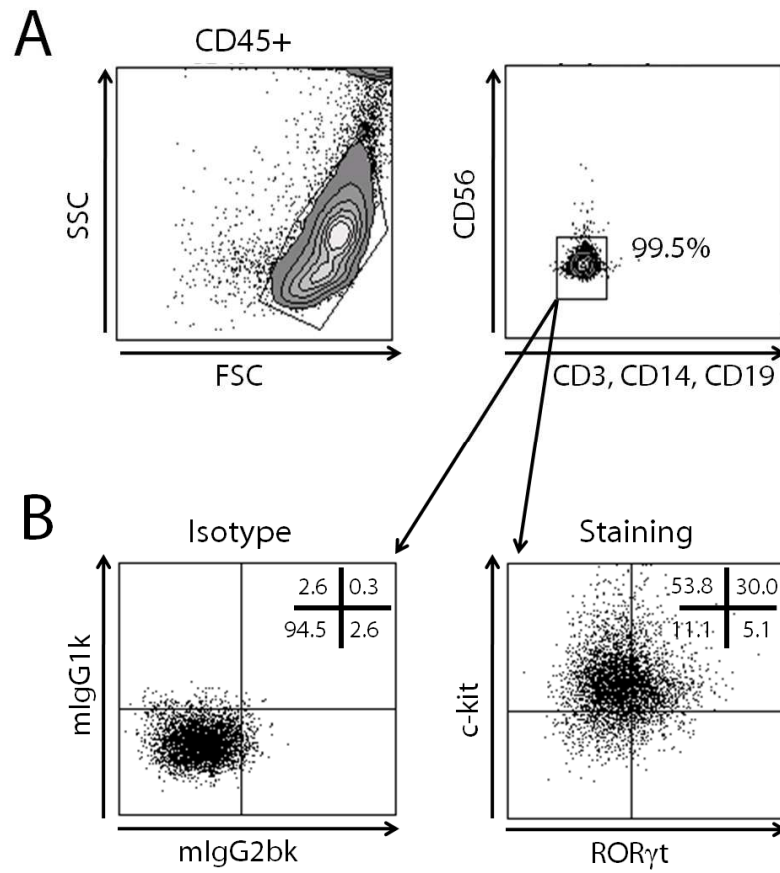 A
CD45+
SSC
FSC
CD56
99.5%
CD3, CD14, CD19
B
Isotype
mIgG1k
2.6 0.3
94.5 2.6
mIgG2bk
Staining
c-kit
53.8 30.0
11.1 5.1
RORγt